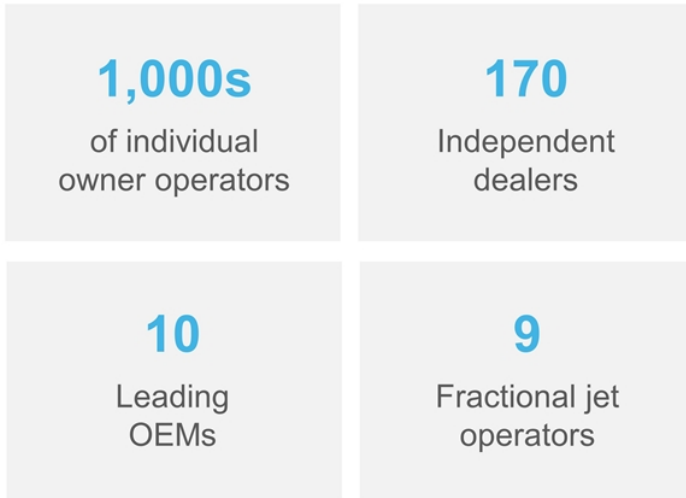 1,000s
of individual
owner operators
170
Independent
dealers
10
Leading
OEMs
9
Fractional jet
operators